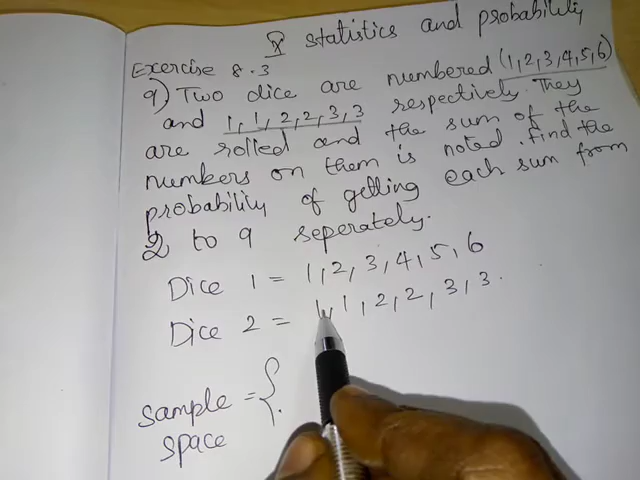 X statistics and probability
Exercise 8.3
9) Two dice are numbered (1,2,3,4,5,6)
and 1,1,2,2,3,3 respectively. They
are rolled and the sum of the
numbers on them is noted. Find the
probability of getting each sum from
2 to 9 seperately.
Dice 1 = 1,2,3,4,5,6
Dice 2 = 1,1,2,2,3,3.
Sample = {
space